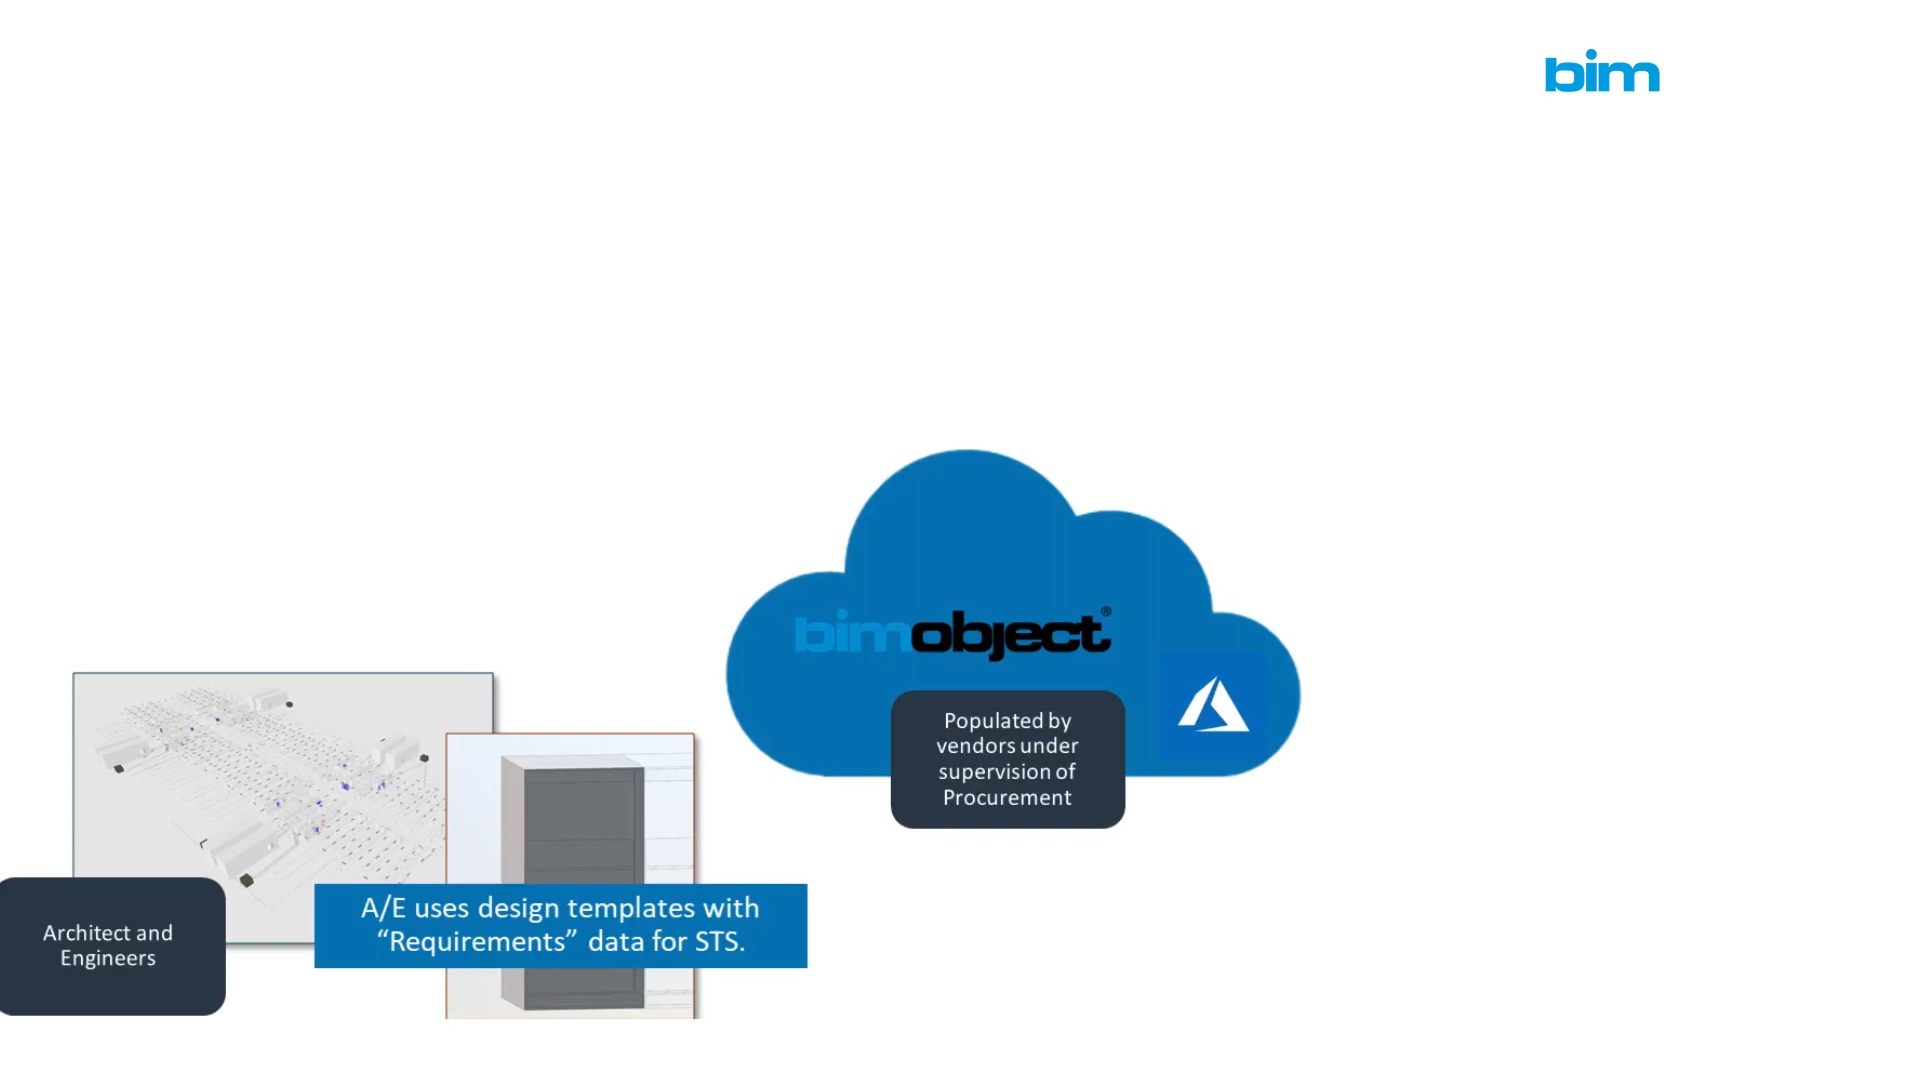 bim
bimobject®
Populated by
vendors under
supervision of
Procurement
A/E uses design templates with
“Requirements” data for STS.
Architect and
Engineers